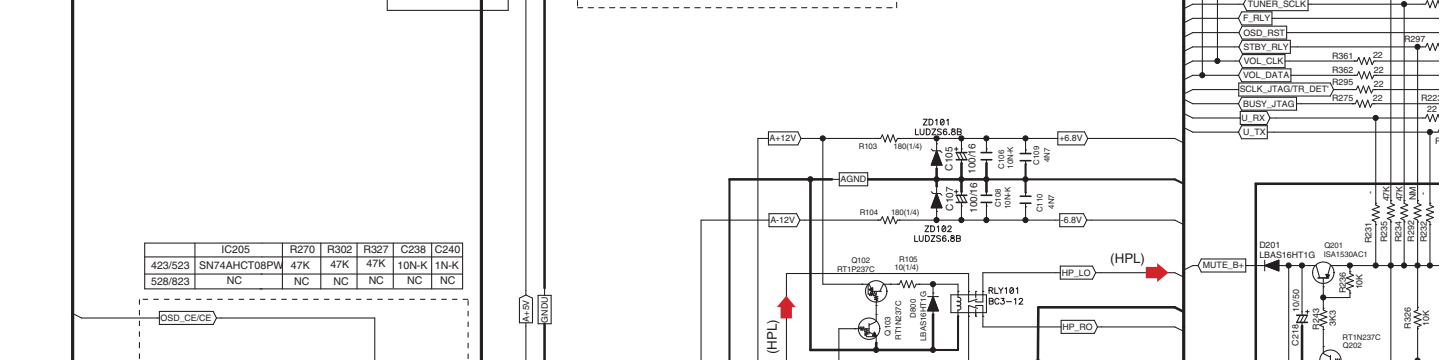 TUNER_SCLK
F_RLY
OSD_RST
STBY_RLY
R297
VOL_CLK
R361 22
VOL_DATA
R362 22
SCLK_JTAG/TR_DET
R295 22
BUSY_JTAG
R275 22
22
U_RX
U_TX
ZD101
LUDZS6.8B
A+12V
R103
180(1/4)
C105
100/16
C106
10N-K
C109
4N7
+6.8V
AGND
C107
100/16
C108
10N-K
C110
4N7
A-12V
R104
180(1/4)
-6.8V
ZD102
LUDZS6.8B
R231
R235
47K
R234
47K
R292
NM
R232
IC205 R270 R302 R327 C238 C240
423/523 SN74AHCT08PW 47K 47K 47K 10N-K 1N-K
528/823 NC NC NC NC NC NC
OSD_CE/CE
A+5V
GNDU
Q102
RT1P237C
R105
10(1/4)
(HPL)
HP_LO
RLY101
BC3-12
D800
LBAS16HT1G
Q103
RT1N237C
(HPL)
HP_RO
MUTE_B+
D201
LBAS16HT1G
Q201
ISA1530AC1
R236
10K
C218
10/50
R243
3K3
RT1N237C
Q202
R326
10K